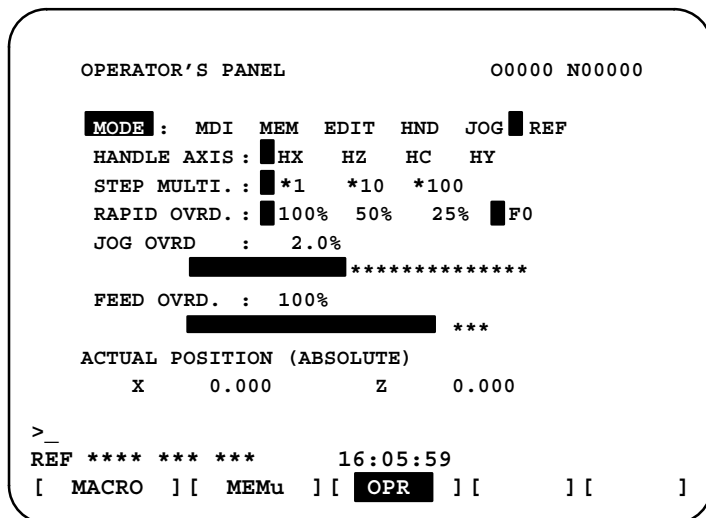 OPERATOR'S PANEL O0000 N00000
MODE : MDI MEM EDIT HND JOG REF
HANDLE AXIS : HX HZ HC HY
STEP MULTI. : *1 *10 *100
RAPID OVRD. : 100% 50% 25% F0
JOG OVRD : 2.0%
**************
FEED OVRD. : 100%
***
ACTUAL POSITION (ABSOLUTE)
X 0.000 Z 0.000
>_
REF **** *** *** 16:05:59
[ MACRO ] [ MEMu ] [ OPR ] [ ] [ ]